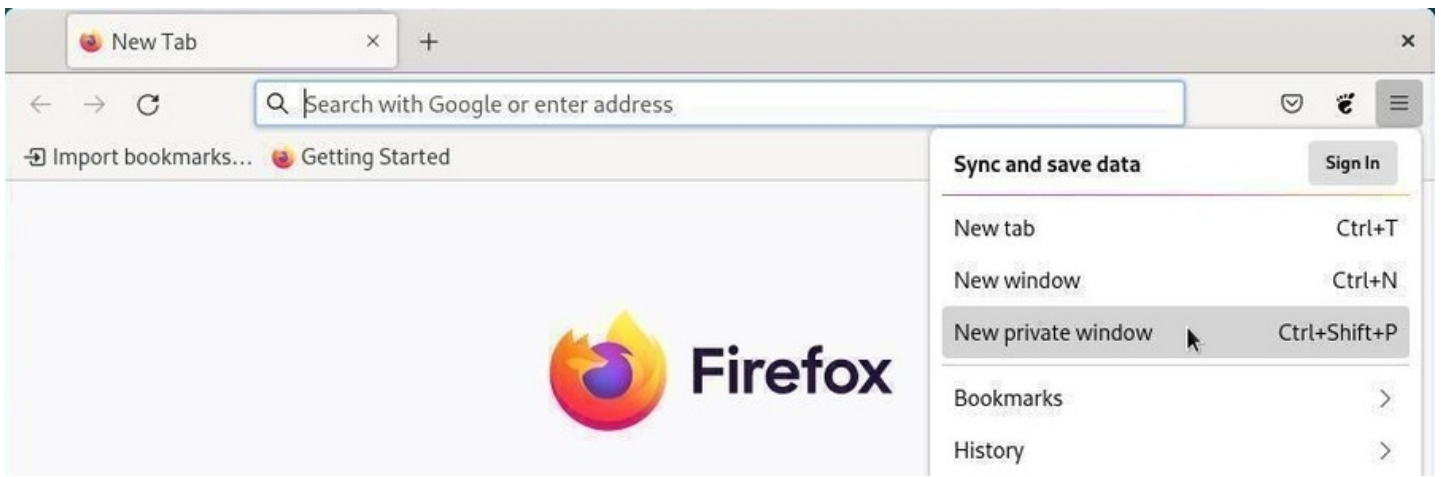 New Tab
Search with Google or enter address
Import bookmarks... Getting Started
Sync and save data Sign In
New tab Ctrl+T
New window Ctrl+N
New private window Ctrl+Shift+P
Bookmarks
History
Firefox